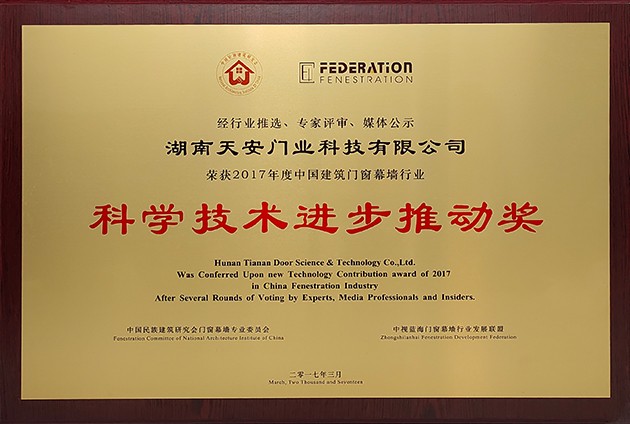 FEDERATION
FENESTRATION
经行业推选、专家评审、媒体公示
湖南天安门业科技有限公司
荣获2017年度中国建筑门窗幕墙行业
科学技术进步推动奖
Hunan Tianan Door Science & Technology Co.,Ltd.
Was Conferred Upon new Technology Contribution award of 2017
in China Fenestration Industry
After Several Rounds of Voting by Experts, Media Professionals and Insiders.
中国民族建筑研究会门窗幕墙专业委员会
Funestration Committee of National Architecture Institute of China
中视蓝海门窗幕墙行业发展联盟
Zhongshilanhai Fenestration Development Federation
二零一七年三月
March, Two Thousand and Seventeen